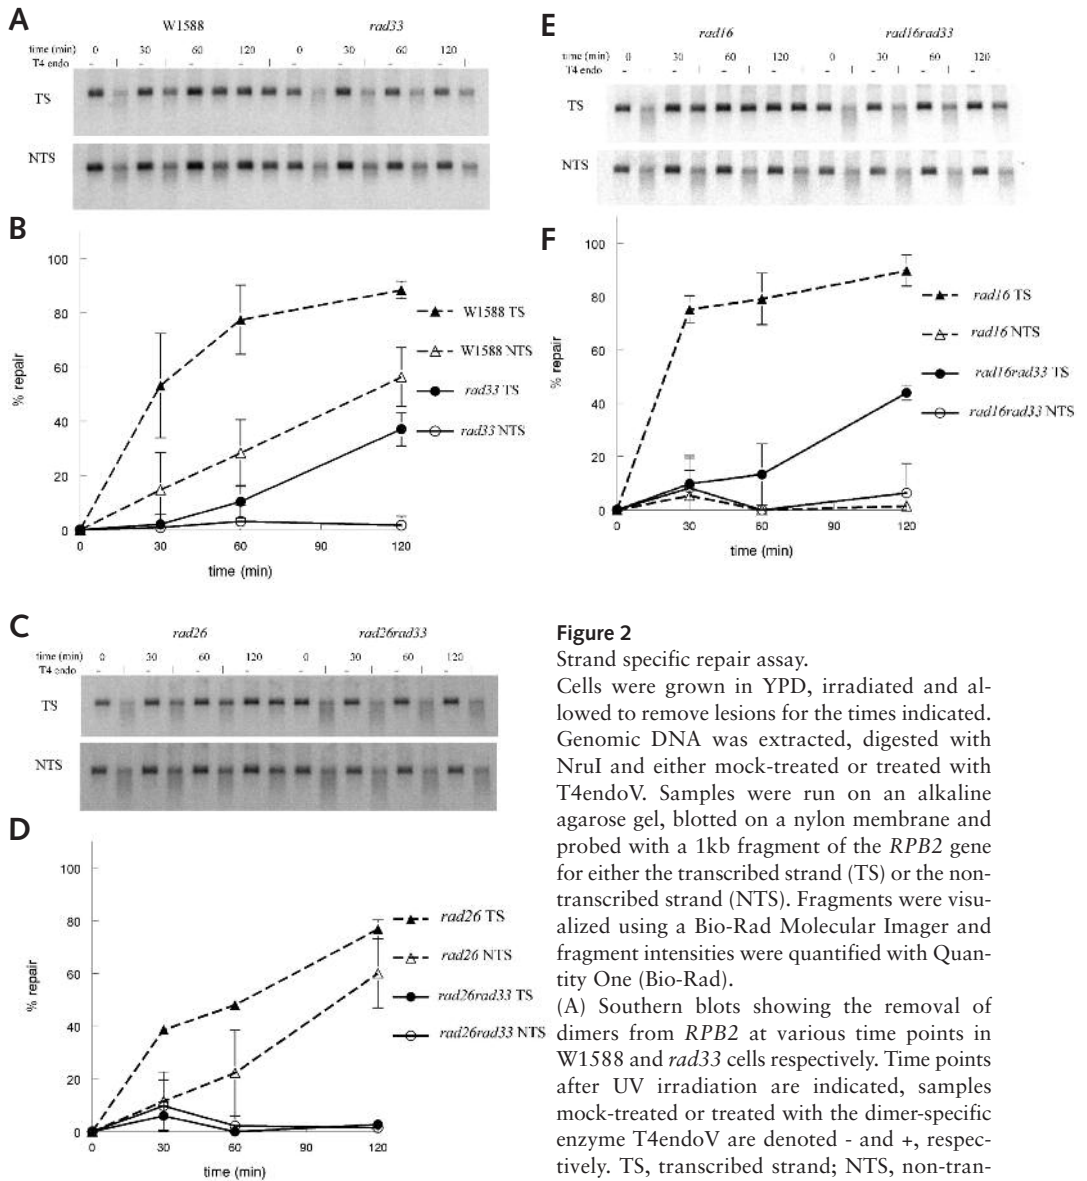 A
W1588 rad33
time (min) 0 30 60 120 0 30 60 120
T4 endo
TS
NTS
B
100
80
60
40
20
0
% repair
0 30 60 90 120
time (min)
W1588 TS
W1588 NTS
rad33 TS
rad33 NTS
C
rad26 rad26rad33
time (min) 0 30 60 120 0 30 60 120
T4 endo
TS
NTS
D
100
80
60
40
20
0
% repair
0 30 60 90 120
time (min)
rad26 TS
rad26 NTS
rad26rad33 TS
rad26rad33 NTS
E
rad16 rad16rad33
time (min) 0 30 60 120 0 30 60 120
T4 endo
TS
NTS
F
100
80
60
40
20
0
% repair
0 30 60 90 120
time (min)
rad16 TS
rad16 NTS
rad16rad33 TS
rad16rad33 NTS
Figure 2
Strand specific repair assay.
Cells were grown in YPD, irradiated and al-
lowed to remove lesions for the times indicated.
Genomic DNA was extracted, digested with
NruI and either mock-treated or treated with
T4endoV. Samples were run on an alkaline
agarose gel, blotted on a nylon membrane and
probed with a 1kb fragment of the RPB2 gene
for either the transcribed strand (TS) or the non-
transcribed strand (NTS). Fragments were visu-
alized using a Bio-Rad Molecular Imager and
fragment intensities were quantified with Quan-
tity One (Bio-Rad).
(A) Southern blots showing the removal of
dimers from RPB2 at various time points in
W1588 and rad33 cells respectively. Time points
after UV irradiation are indicated, samples
mock-treated or treated with the dimer-specific
enzyme T4endoV are denoted - and +, respec-
tively. TS, transcribed strand; NTS, non-tran-